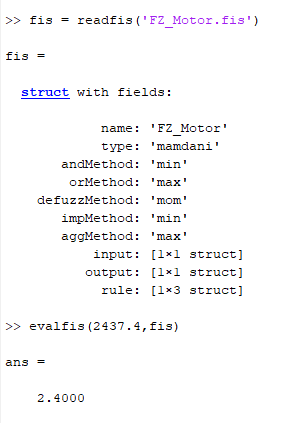 >> fis = readfis('FZ_Motor.fis')
fis =
struct with fields:
name: 'FZ_Motor'
type: 'mamdani'
andMethod: 'min'
orMethod: 'max'
defuzzMethod: 'mom'
impMethod: 'min'
aggMethod: 'max'
input: [1×1 struct]
output: [1×1 struct]
rule: [1×3 struct]
>> evalfis(2437.4,fis)
ans =
2.4000